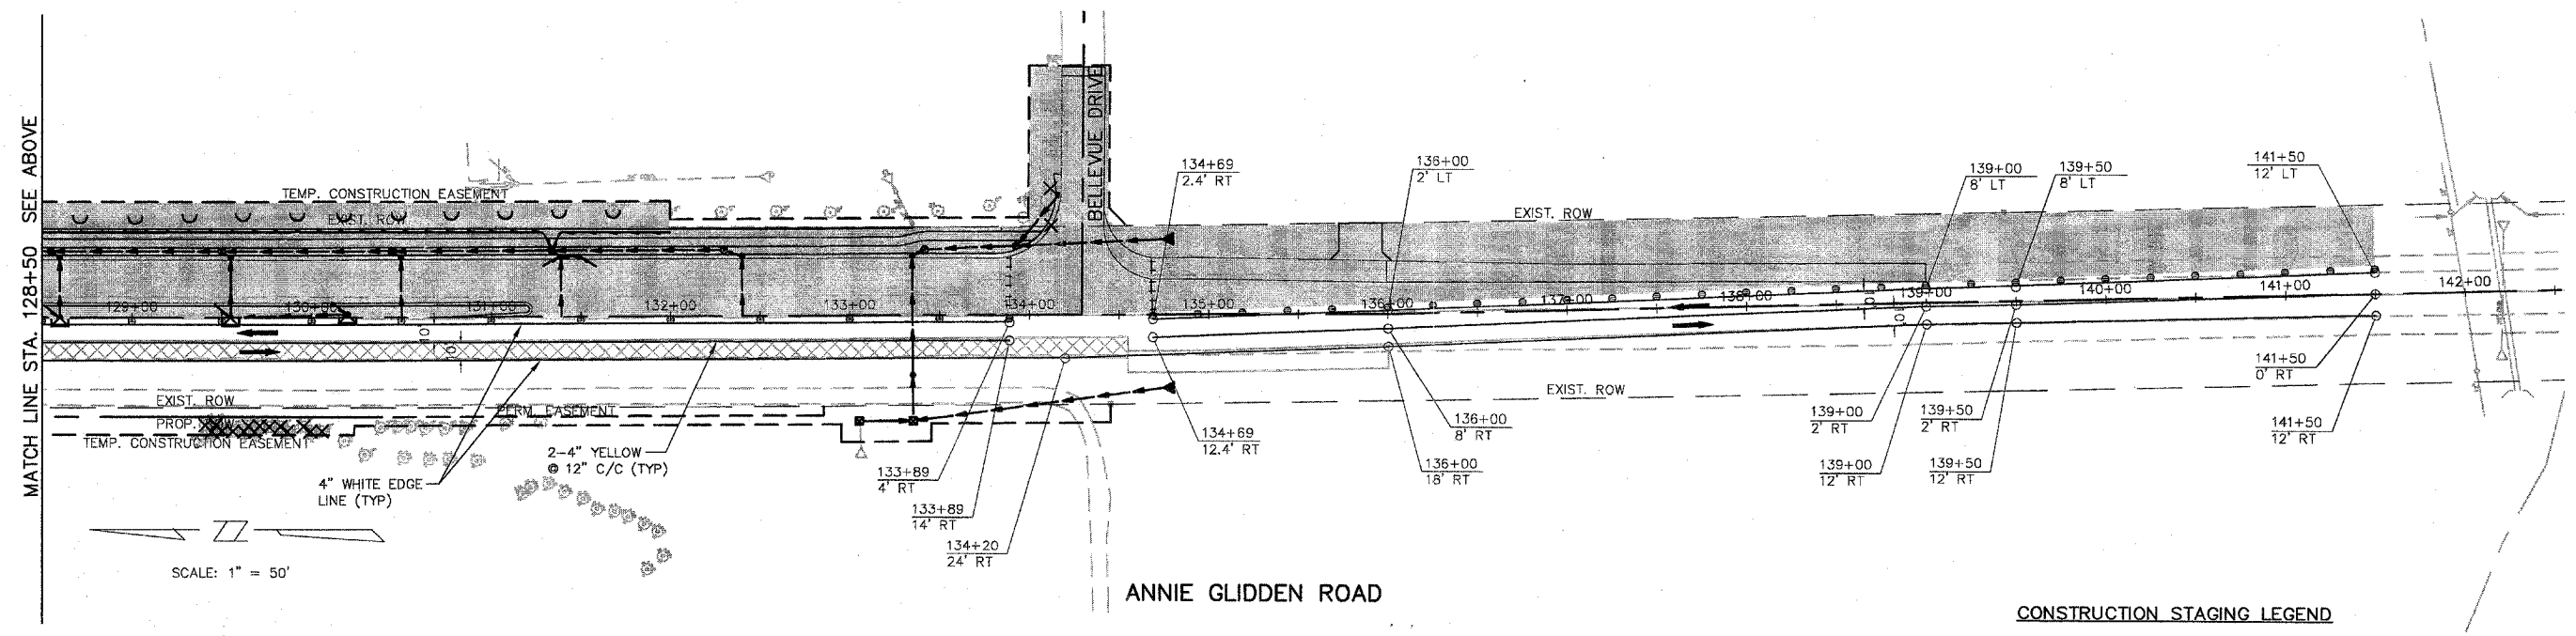 MATCH LINE STA. 128+50 SEE ABOVE
TEMP. CONSTRUCTION EASEMENT
EXIST. ROW
BELLEVUE DRIVE
134+69
2.4' RT
136+00
2' LT
139+00
8' LT
139+50
8' LT
141+50
12' LT
EXIST. ROW
129+00
130+00
131+00
132+00
133+00
134+00
135+00
136+00
137+00
138+00
139+00
140+00
141+00
142+00
10'
10'
10'
10'
EXIST. ROW
PROP.
PERM. EASEMENT
TEMP. CONSTRUCTION EASEMENT
EXIST. ROW
4" WHITE EDGE
LINE (TYP)
2-4" YELLOW
@ 12" C/C (TYP)
133+89
4' RT
133+89
14' RT
134+20
24' RT
134+69
12.4' RT
136+00
8' RT
136+00
18' RT
139+00
2' RT
139+50
2' RT
139+00
12' RT
139+50
12' RT
141+50
0' RT
141+50
12' RT
SCALE: 1" = 50'
ANNIE GLIDDEN ROAD
CONSTRUCTION STAGING LEGEND